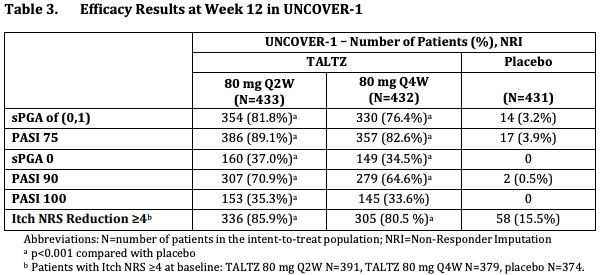 Table 3. Efficacy Results at Week 12 in UNCOVER-1
UNCOVER-1 – Number of Patients (%), NRI
TALTZ Placebo
80 mg Q2W 80 mg Q4W
(N=433) (N=432) (N=431)
sPGA of (0,1) 354 (81.8%)ᵃ 330 (76.4%)ᵃ 14 (3.2%)
PASI 75 386 (89.1%)ᵃ 357 (82.6%)ᵃ 17 (3.9%)
sPGA 0 160 (37.0%)ᵃ 149 (34.5%)ᵃ 0
PASI 90 307 (70.9%)ᵃ 279 (64.6%)ᵃ 2 (0.5%)
PASI 100 153 (35.3%)ᵃ 145 (33.6%) 0
Itch NRS Reduction ≥4ᵇ 336 (85.9%)ᵃ 305 (80.5 %)ᵃ 58 (15.5%)
Abbreviations: N=number of patients in the intent-to-treat population; NRI=Non-Responder Imputation
ᵃ p<0.001 compared with placebo
ᵇ Patients with Itch NRS ≥4 at baseline: TALTZ 80 mg Q2W N=391, TALTZ 80 mg Q4W N=379, placebo N=374.